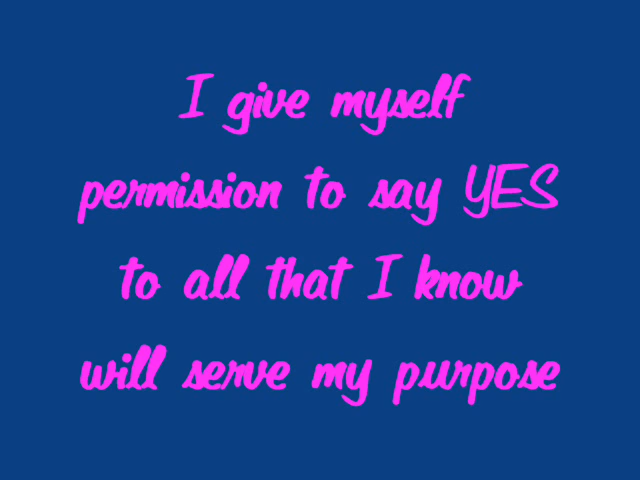 I give myself
permission to say YES
to all that I know
will serve my purpose